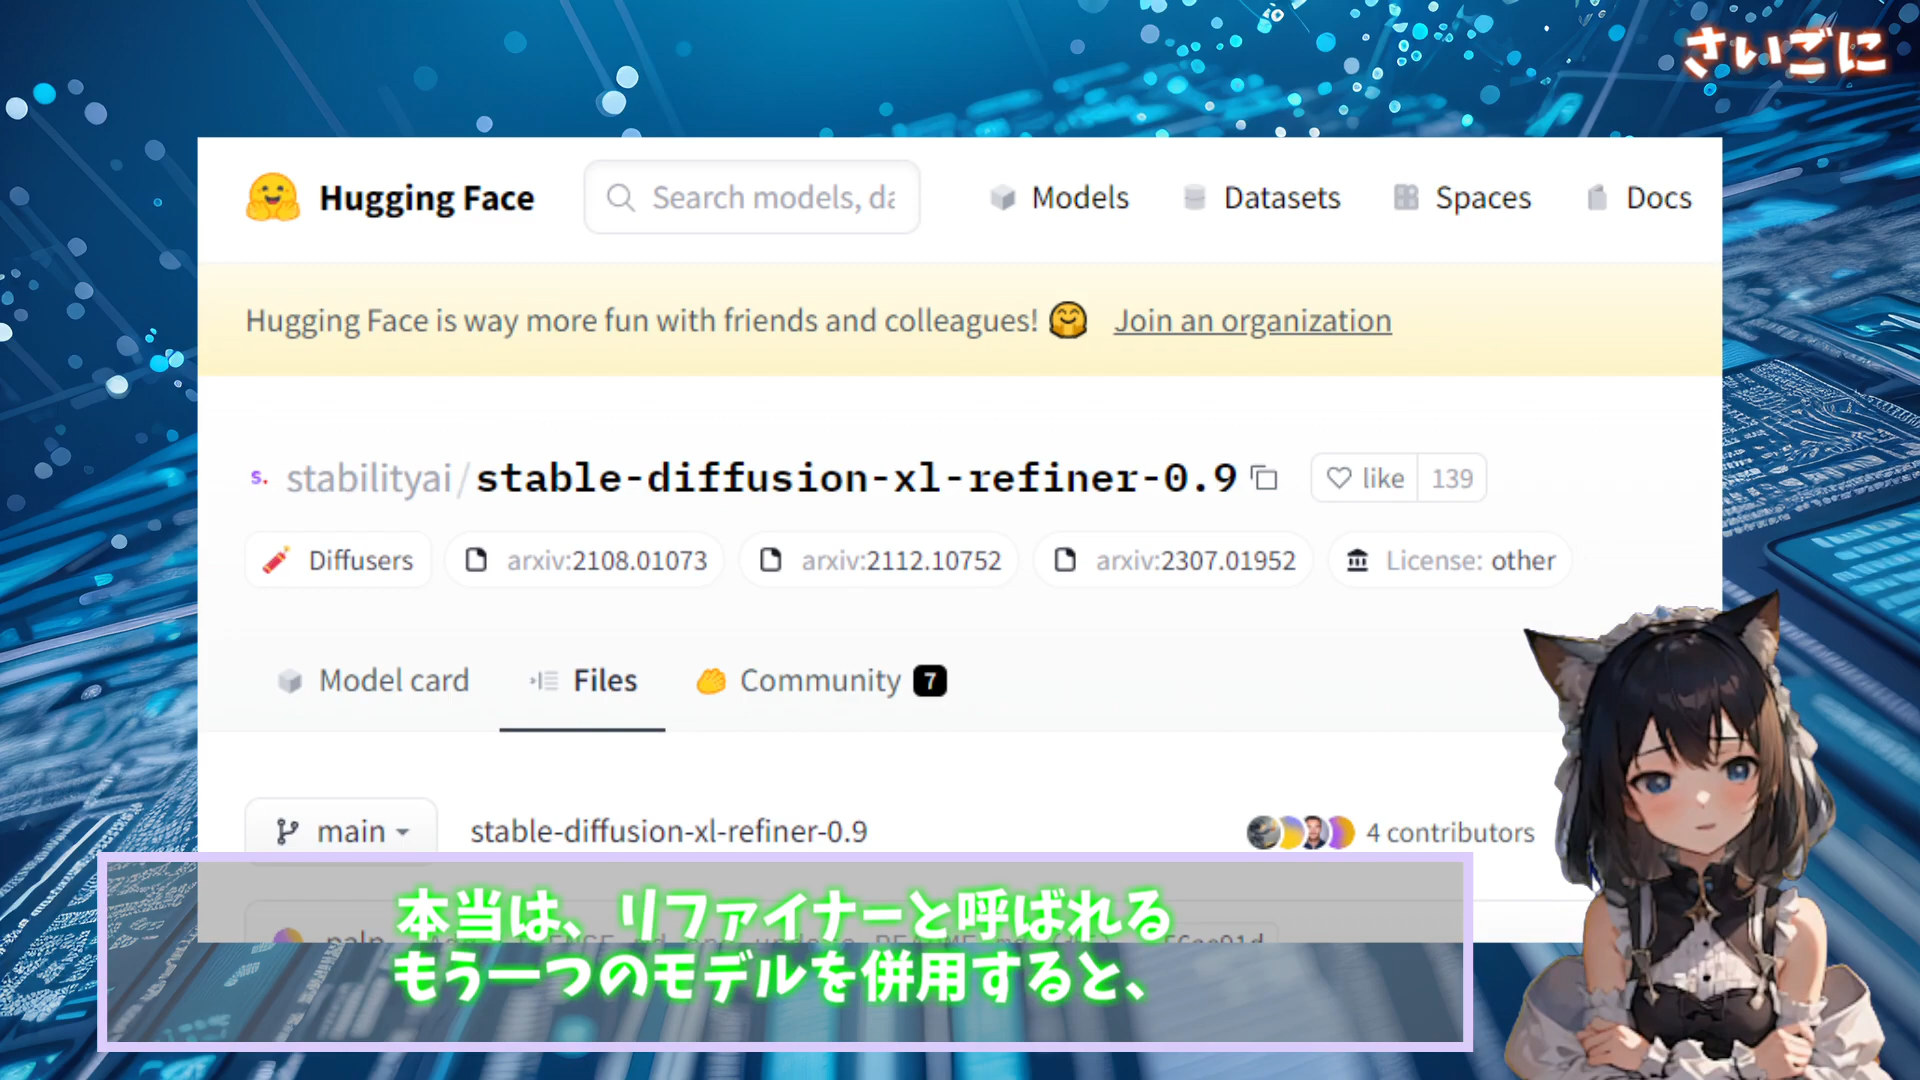 さいごに
Hugging Face
Search models, da
Models
Datasets
Spaces
Docs
Hugging Face is way more fun with friends and colleagues! Join an organization
stabilityai/stable-diffusion-xl-refiner-0.9
like 139
Diffusers
arxiv:2108.01073
arxiv:2112.10752
arxiv:2307.01952
License: other
Model card
Files
Community 7
main
stable-diffusion-xl-refiner-0.9
4 contributors
本当は、リファイナーと呼ばれる
もう一つのモデルを併用すると、